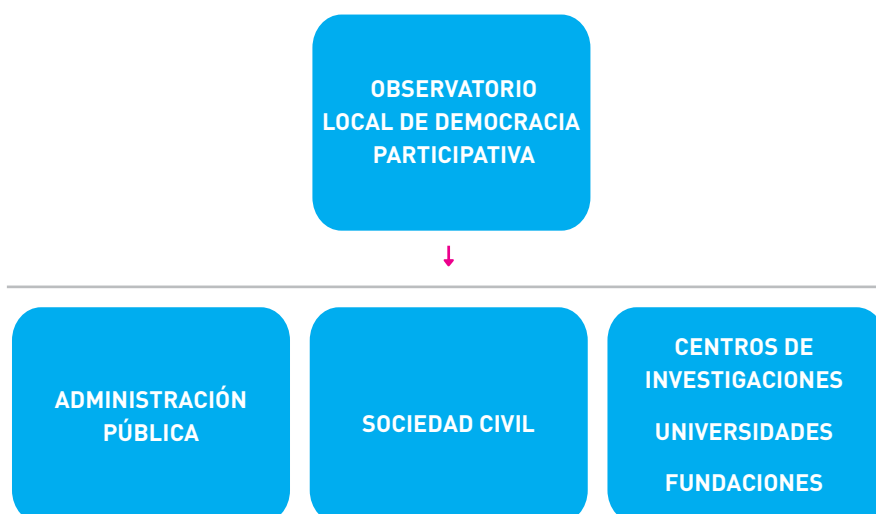 OBSERVATORIO
LOCAL DE DEMOCRACIA
PARTICIPATIVA
ADMINISTRACIÓN
PÚBLICA
SOCIEDAD CIVIL
CENTROS DE
INVESTIGACIONES
UNIVERSIDADES
FUNDACIONES